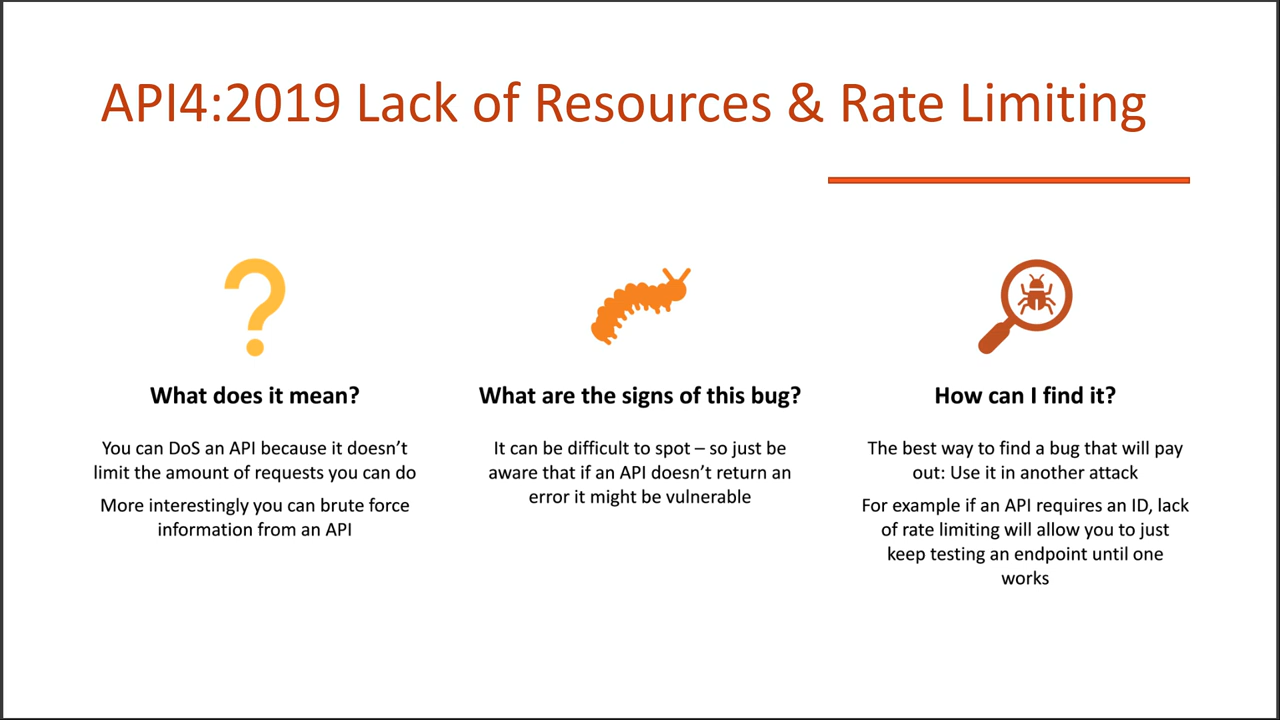 API4:2019 Lack of Resources & Rate Limiting
What does it mean?
You can DoS an API because it doesn’t
limit the amount of requests you can do
More interestingly you can brute force
information from an API
What are the signs of this bug?
It can be difficult to spot – so just be
aware that if an API doesn’t return an
error it might be vulnerable
How can I find it?
The best way to find a bug that will pay
out: Use it in another attack
For example if an API requires an ID, lack
of rate limiting will allow you to just
keep testing an endpoint until one
works